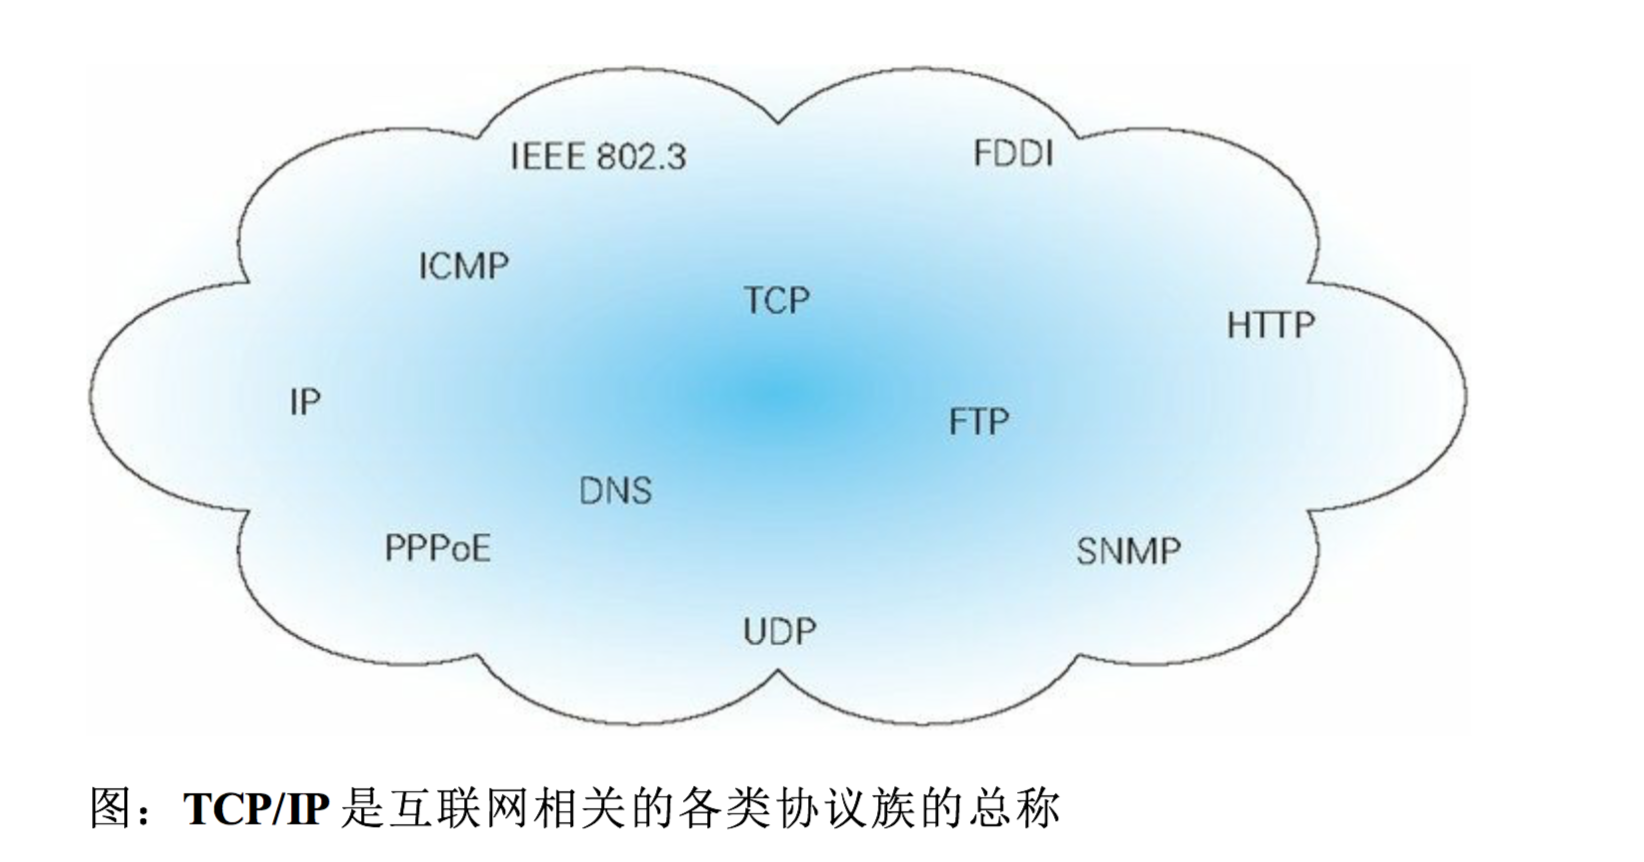 IEEE 802.3
FDDI
ICMP
TCP
HTTP
IP
FTP
DNS
PPPoE
SNMP
UDP
图：TCP/IP 是互联网相关的各类协议族的总称